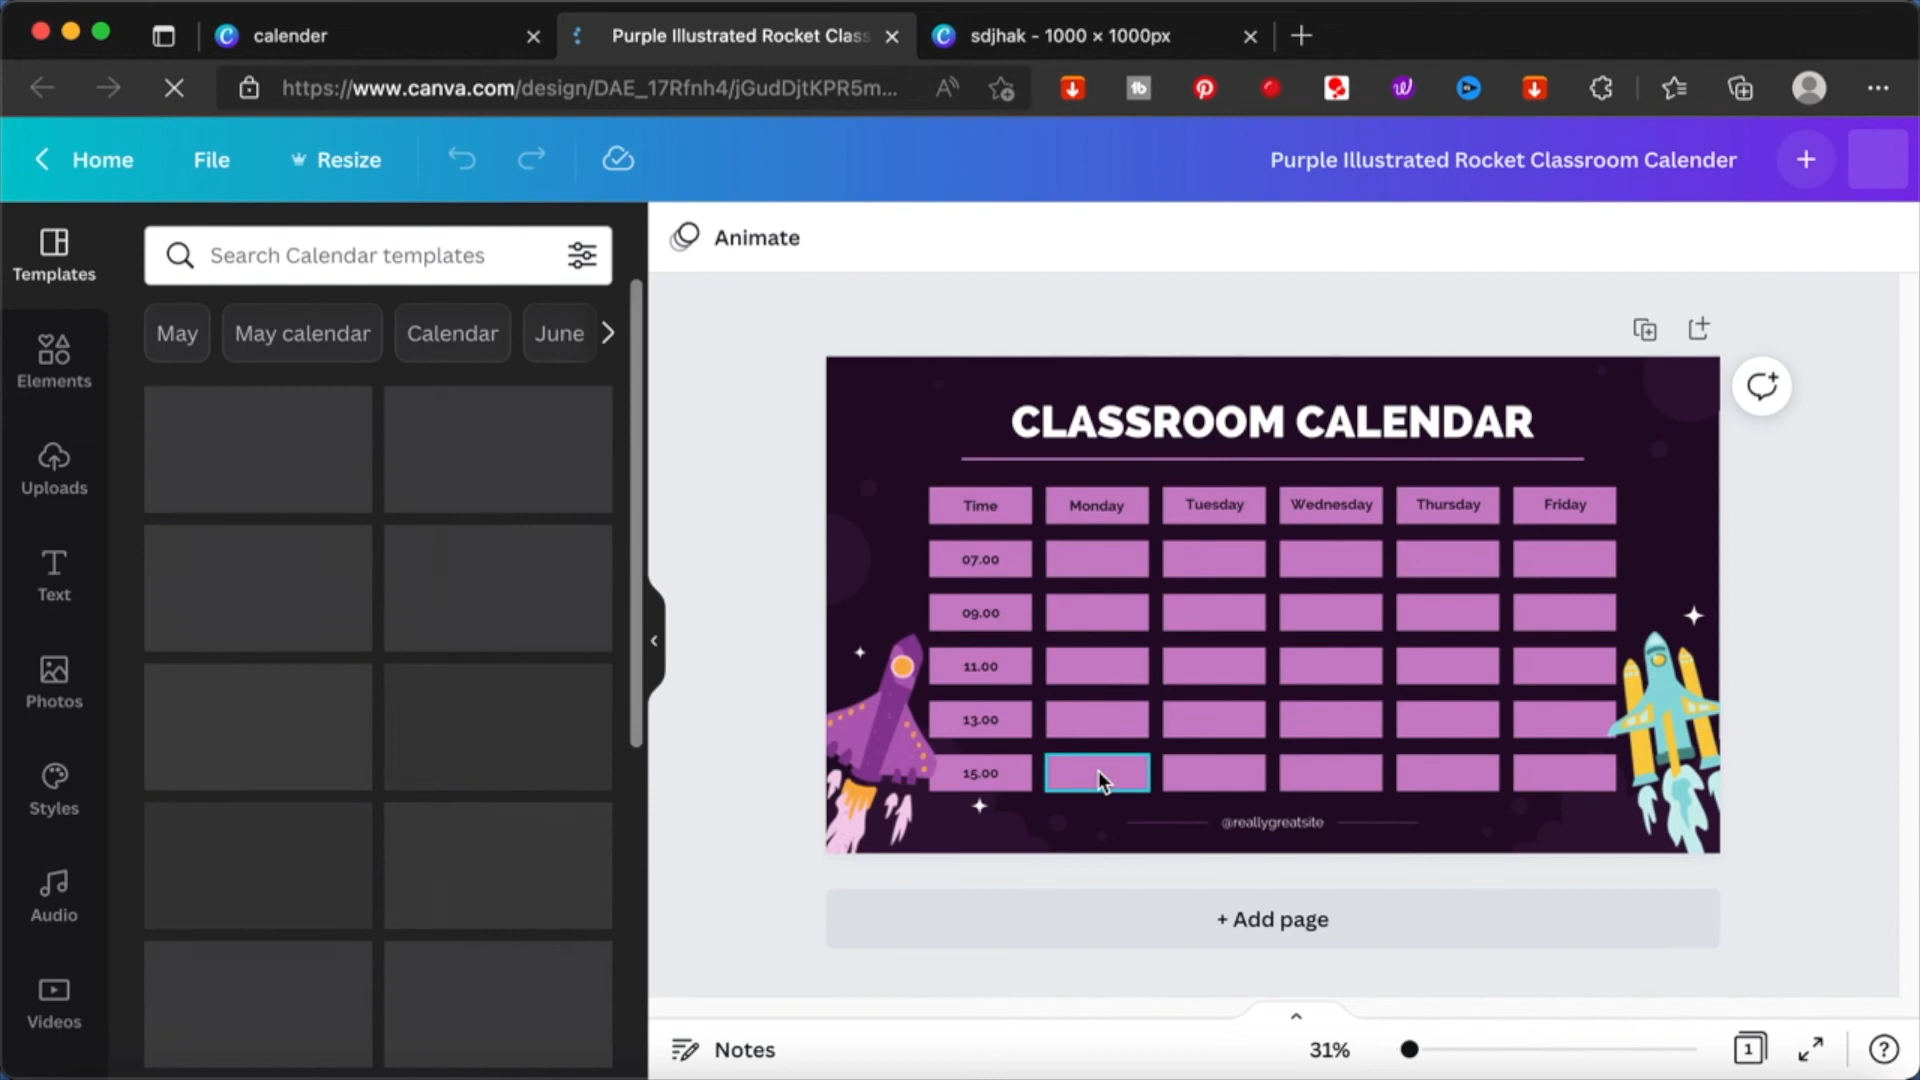 calender
Purple Illustrated Rocket Class
sdjhak - 1000 × 1000px
https://www.canva.com/design/DAE_17Rfnh4/jGudDjtKPR5m...
Home
File
Resize
Purple Illustrated Rocket Classroom Calender
Templates
Search Calendar templates
Animate
May
May calendar
Calendar
June
Elements
Uploads
Text
Photos
Styles
Audio
Videos
CLASSROOM CALENDAR
Time Monday Tuesday Wednesday Thursday Friday
07.00
09.00
11.00
13.00
15.00
@reallygreatsite
+ Add page
Notes
31%
1